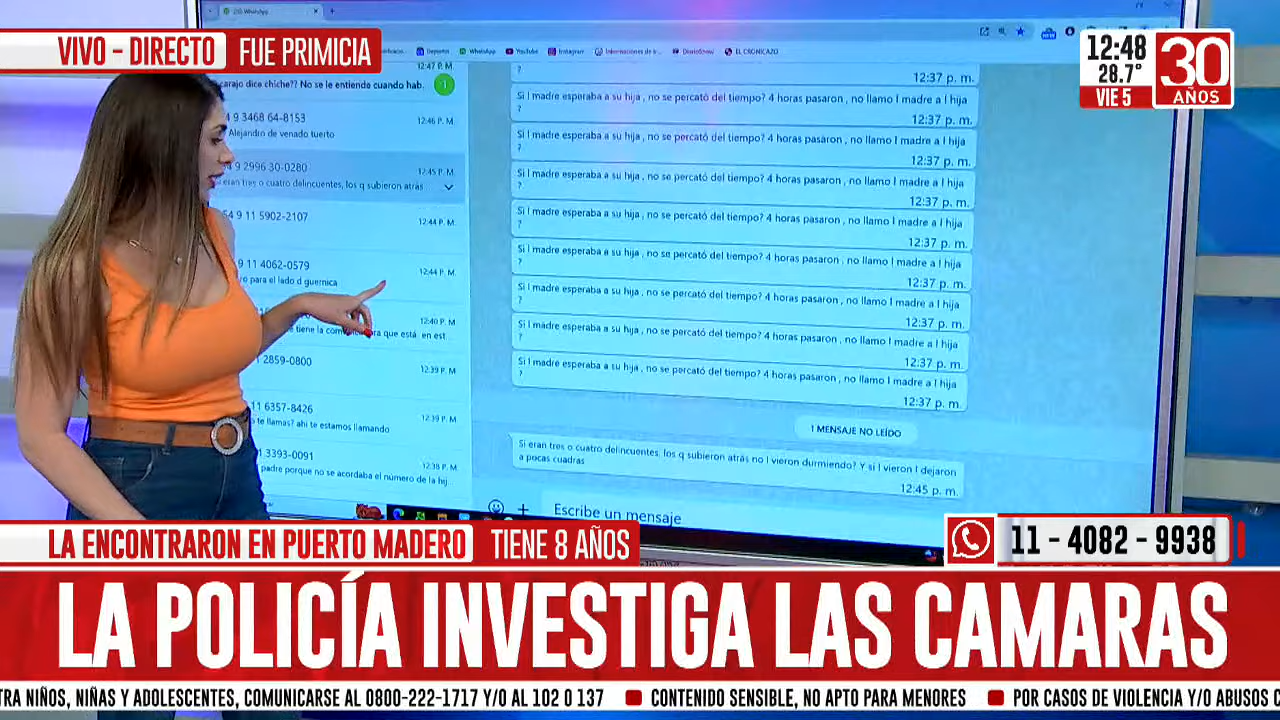 WhatsApp
VIVO - DIRECTO FUE PRIMICIA
Deportes WhatsApp YouTube Instagram DiarioShow EL CRONICAZO
12:48
28.7°
VIE 5
30
AÑOS
12:47 P. M.
carajo dice chiche?? No se le entienda cuando hab.
1
9 3468 64-8153
12:46 P. M.
Alejandro de venado tuerto
9 2996 30-0280
12:45 P. M.
eran tres o cuatro delincuentes, los q subieron atrás
54 9 11 5902-2107
12:44 P. M.
9 11 4062-0579
12:44 P. M.
para el lado d guernica
12:40 P. M.
tiene la que está en est...
2859-0800
12:39 P. M.
11 6357-8426
12:39 P. M.
te llamas? ahi te estamos llamando
3393-0091
12:38 P. M.
padre porque no se acordaba el número de la hij...
?
12:37 p. m.
Si l madre esperaba a su hija , no se percató del tiempo? 4 horas pasaron , no llamo l madre a l hija
?
12:37 p. m.
Si l madre esperaba a su hija , no se percató del tiempo? 4 horas pasaron , no llamo l madre a l hija
?
12:37 p. m.
Si l madre esperaba a su hija , no se percató del tiempo? 4 horas pasaron , no llamo l madre a l hija
?
12:37 p. m.
Si l madre esperaba a su hija , no se percató del tiempo? 4 horas pasaron , no llamo l madre a l hija
?
12:37 p. m.
Si l madre esperaba a su hija , no se percató del tiempo? 4 horas pasaron , no llamo l madre a l hija
?
12:37 p. m.
Si l madre esperaba a su hija , no se percató del tiempo? 4 horas pasaron , no llamo l madre a l hija
?
12:37 p. m.
Si l madre esperaba a su hija , no se percató del tiempo? 4 horas pasaron , no llamo l madre a l hija
?
12:37 p. m.
Si l madre esperaba a su hija , no se percató del tiempo? 4 horas pasaron , no llamo l madre a l hija
?
12:37 p. m.
1 MENSAJE NO LEÍDO
Si eran tres o cuatro delincuentes, los q subieron atrás no l vieron durmiendo? Y si l vieron l dejaron
a pocas cuadras
12:45 p. m.
Escribe un mensaje
LA ENCONTRARON EN PUERTO MADERO TIENE 8 AÑOS
11 - 4082 - 9938
LA POLICÍA INVESTIGA LAS CAMARAS
TRA NIÑOS, NIÑAS Y ADOLESCENTES, COMUNICARSE AL 0800-222-1717 Y/O AL 102 O 137 CONTENIDO SENSIBLE, NO APTO PARA MENORES POR CASOS DE VIOLENCIA Y/O ABUSOS C